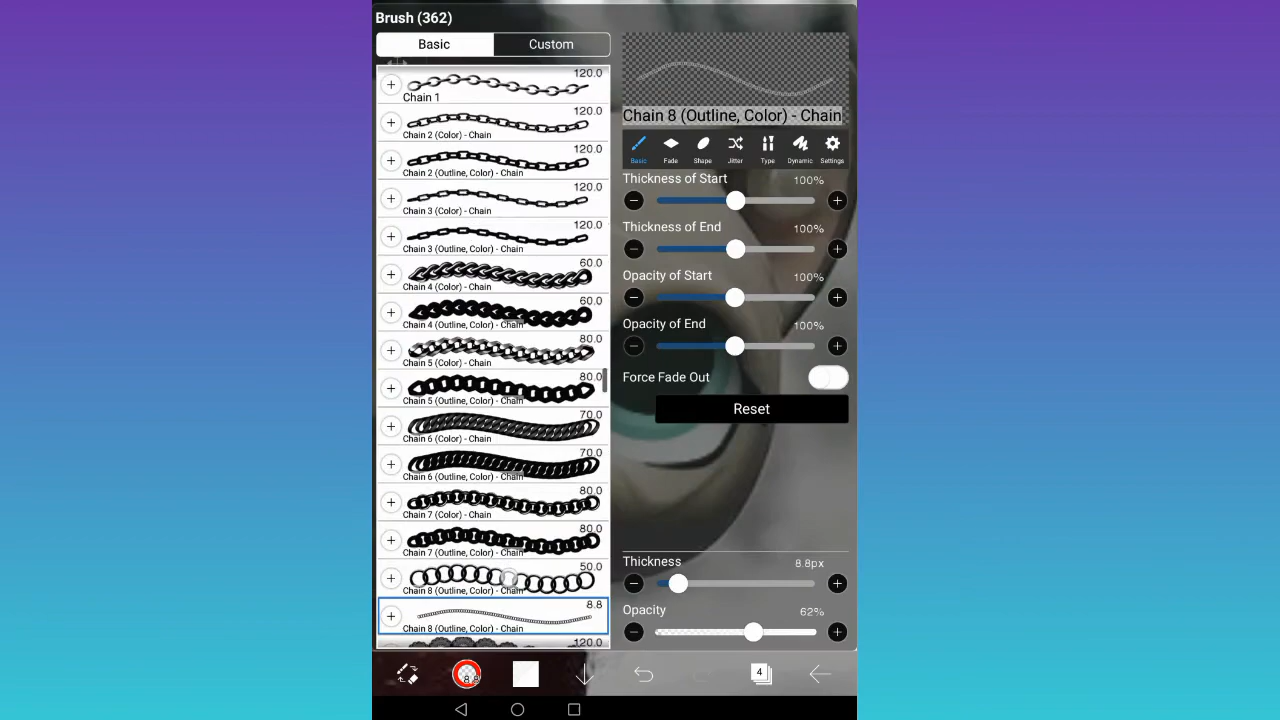 Brush (362)
Basic
Custom
120.0
Chain 1
120.0
Chain 2 (Color) - Chain
120.0
Chain 2 (Outline, Color) - Chain
120.0
Chain 3 (Color) - Chain
120.0
Chain 3 (Outline, Color) - Chain
60.0
Chain 4 (Color) - Chain
60.0
Chain 4 (Outline, Color) - Chain
80.0
Chain 5 (Color) - Chain
80.0
Chain 5 (Outline, Color) - Chain
70.0
Chain 6 (Color) - Chain
70.0
Chain 6 (Outline, Color) - Chain
80.0
Chain 7 (Color) - Chain
80.0
Chain 7 (Outline, Color) - Chain
50.0
Chain 8 (Outline, Color) - Chain
8.8
Chain 8 (Outline, Color) - Chain
120.0
Chain 8 (Outline, Color) - Chain
Basic Fade Shape Jitter Type Dynamic Settings
Thickness of Start 100%
Thickness of End 100%
Opacity of Start 100%
Opacity of End 100%
Force Fade Out
Reset
Thickness 8.8px
Opacity 62%
8.8
4